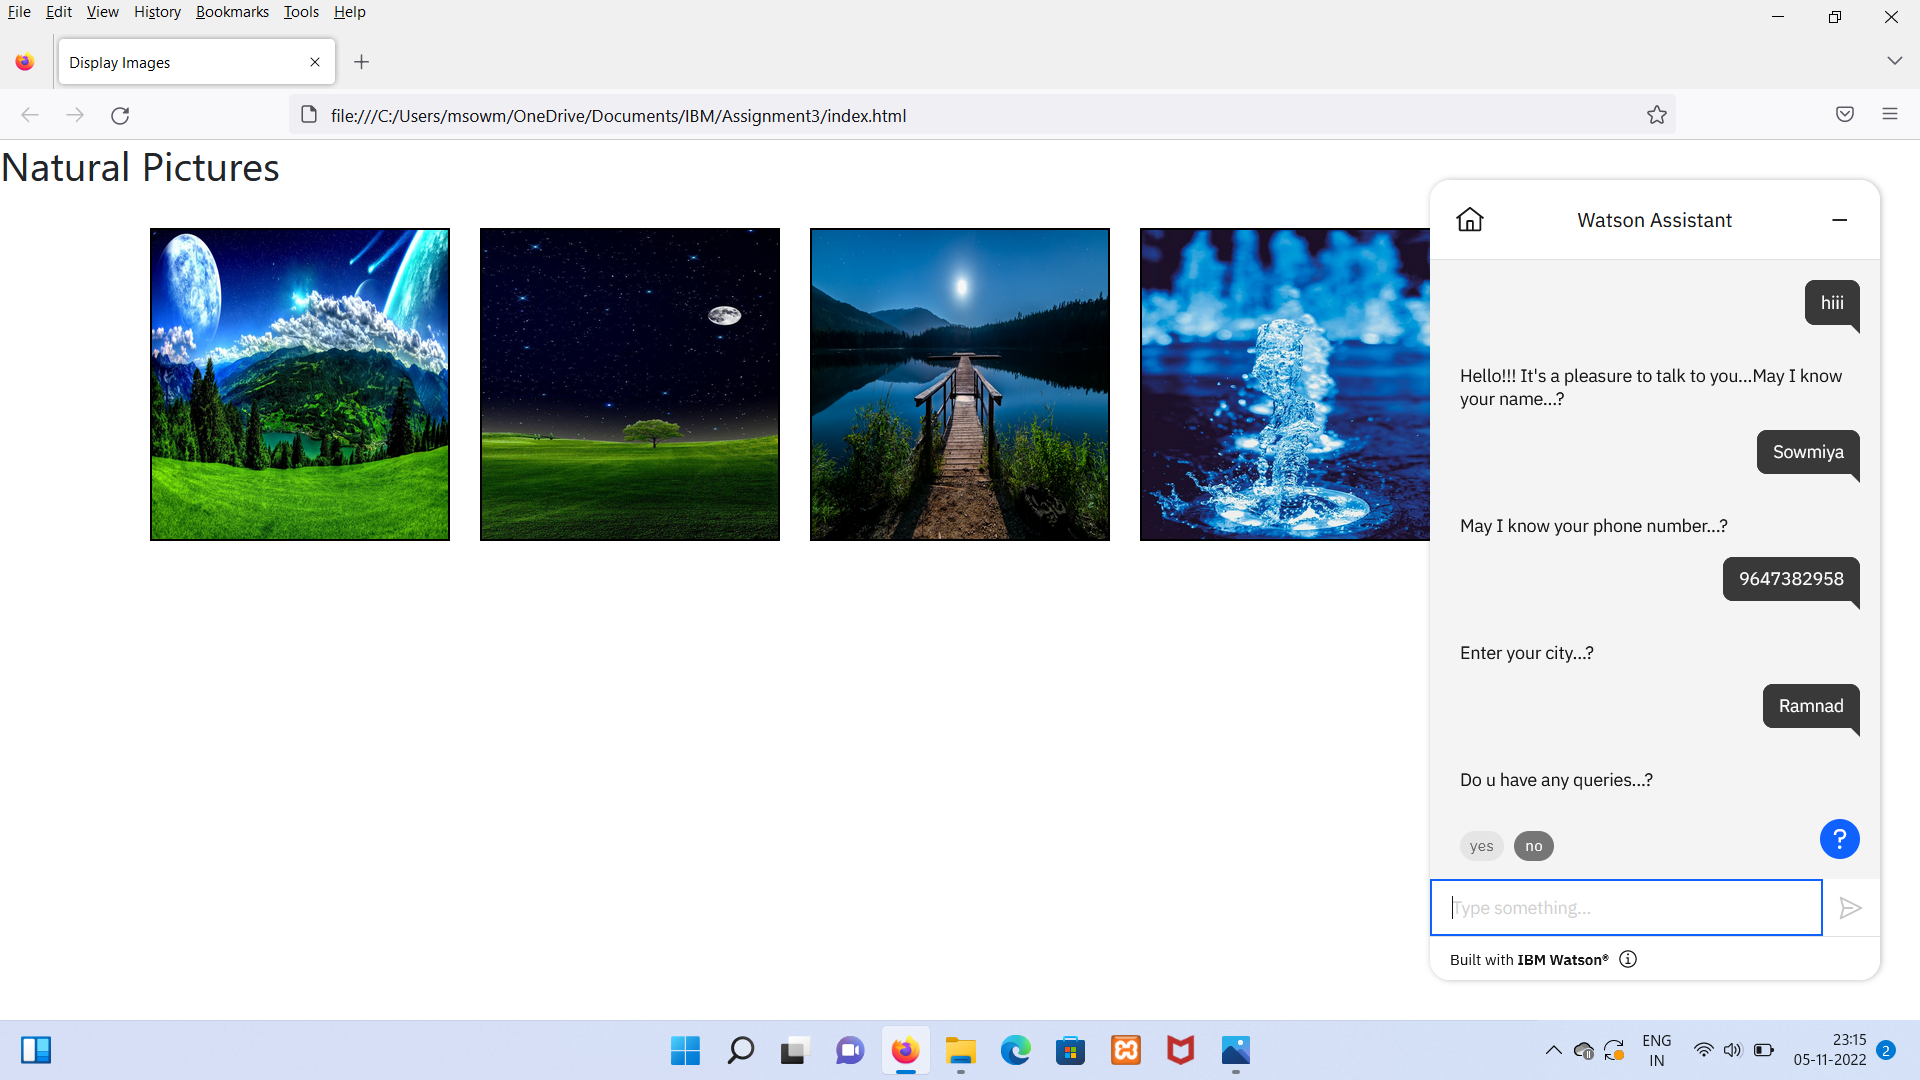 File Edit View History Bookmarks Tools Help
Display Images
file:///C:/Users/msowm/OneDrive/Documents/IBM/Assignment3/index.html
Natural Pictures
Watson Assistant
hiii
Hello!!! It's a pleasure to talk to you...May I know
your name...?
Sowmiya
May I know your phone number...?
9647382958
Enter your city...?
Ramnad
Do u have any queries...?
yes no
?
Type something...
Built with IBM Watson®
ENG
IN
23:15
05-11-2022
2